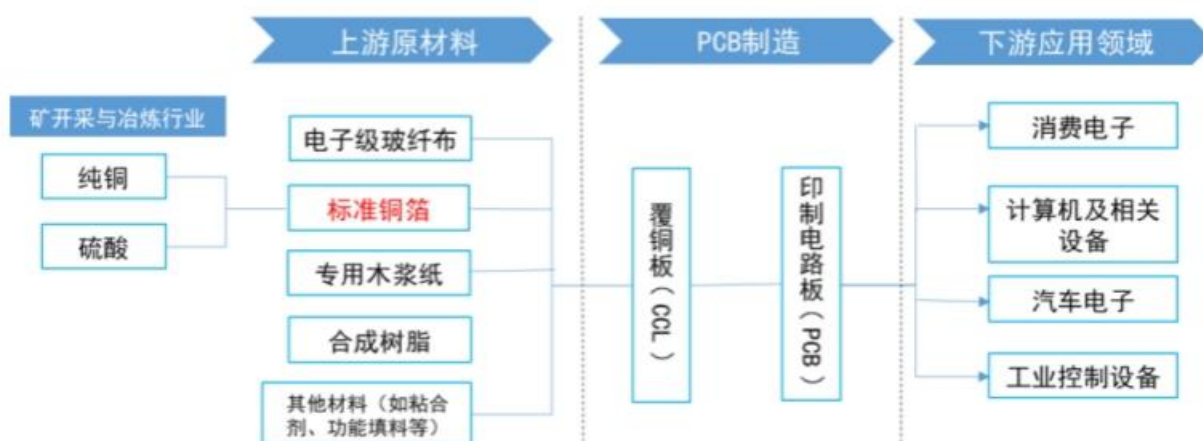 上游原材料
PCB制造
下游应用领域
矿开采与冶炼行业
纯铜
硫酸
电子级玻纤布
标准铜箔
专用木浆纸
合成树脂
其他材料（如粘合
剂、功能填料等）
覆铜板（CCL）
印制电路板（PCB）
消费电子
计算机及相关
设备
汽车电子
工业控制设备